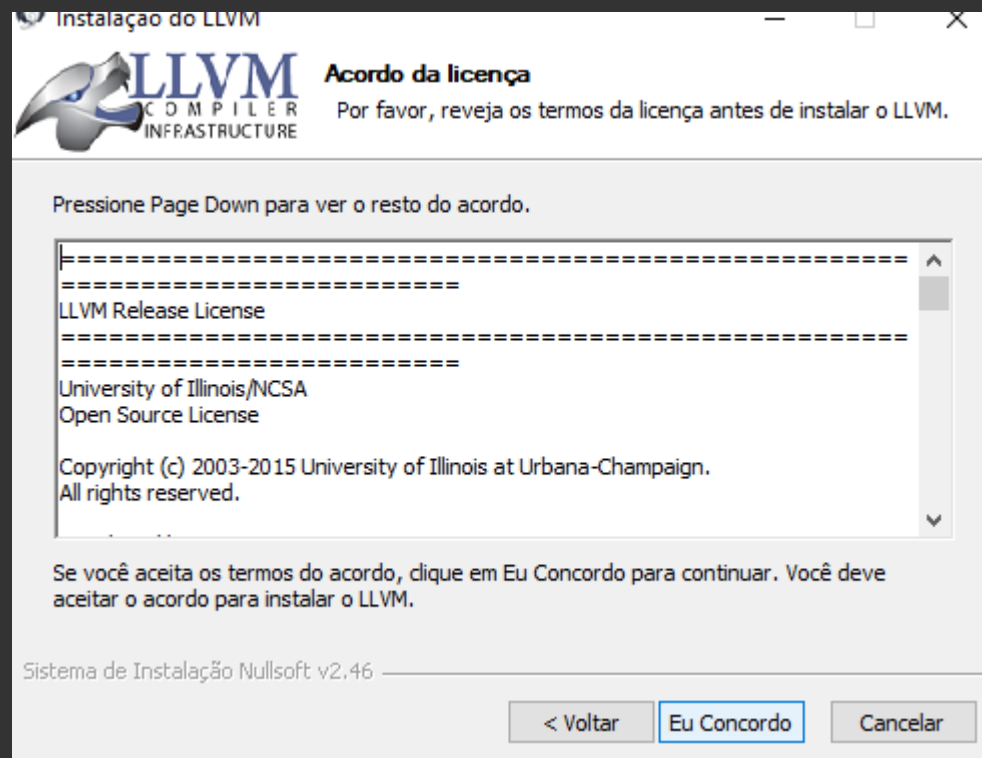 Instalação do LLVM
LLVM
COMPILER
INFRASTRUCTURE
Acordo da licença
Por favor, reveja os termos da licença antes de instalar o LLVM.
Pressione Page Down para ver o resto do acordo.
=====================================================
=========================
LLVM Release License
=====================================================
=========================
University of Illinois/NCSA
Open Source License
Copyright (c) 2003-2015 University of Illinois at Urbana-Champaign.
All rights reserved.
Se você aceita os termos do acordo, clique em Eu Concordo para continuar. Você deve
aceitar o acordo para instalar o LLVM.
Sistema de Instalação Nullsoft v2.46
< Voltar
Eu Concordo
Cancelar